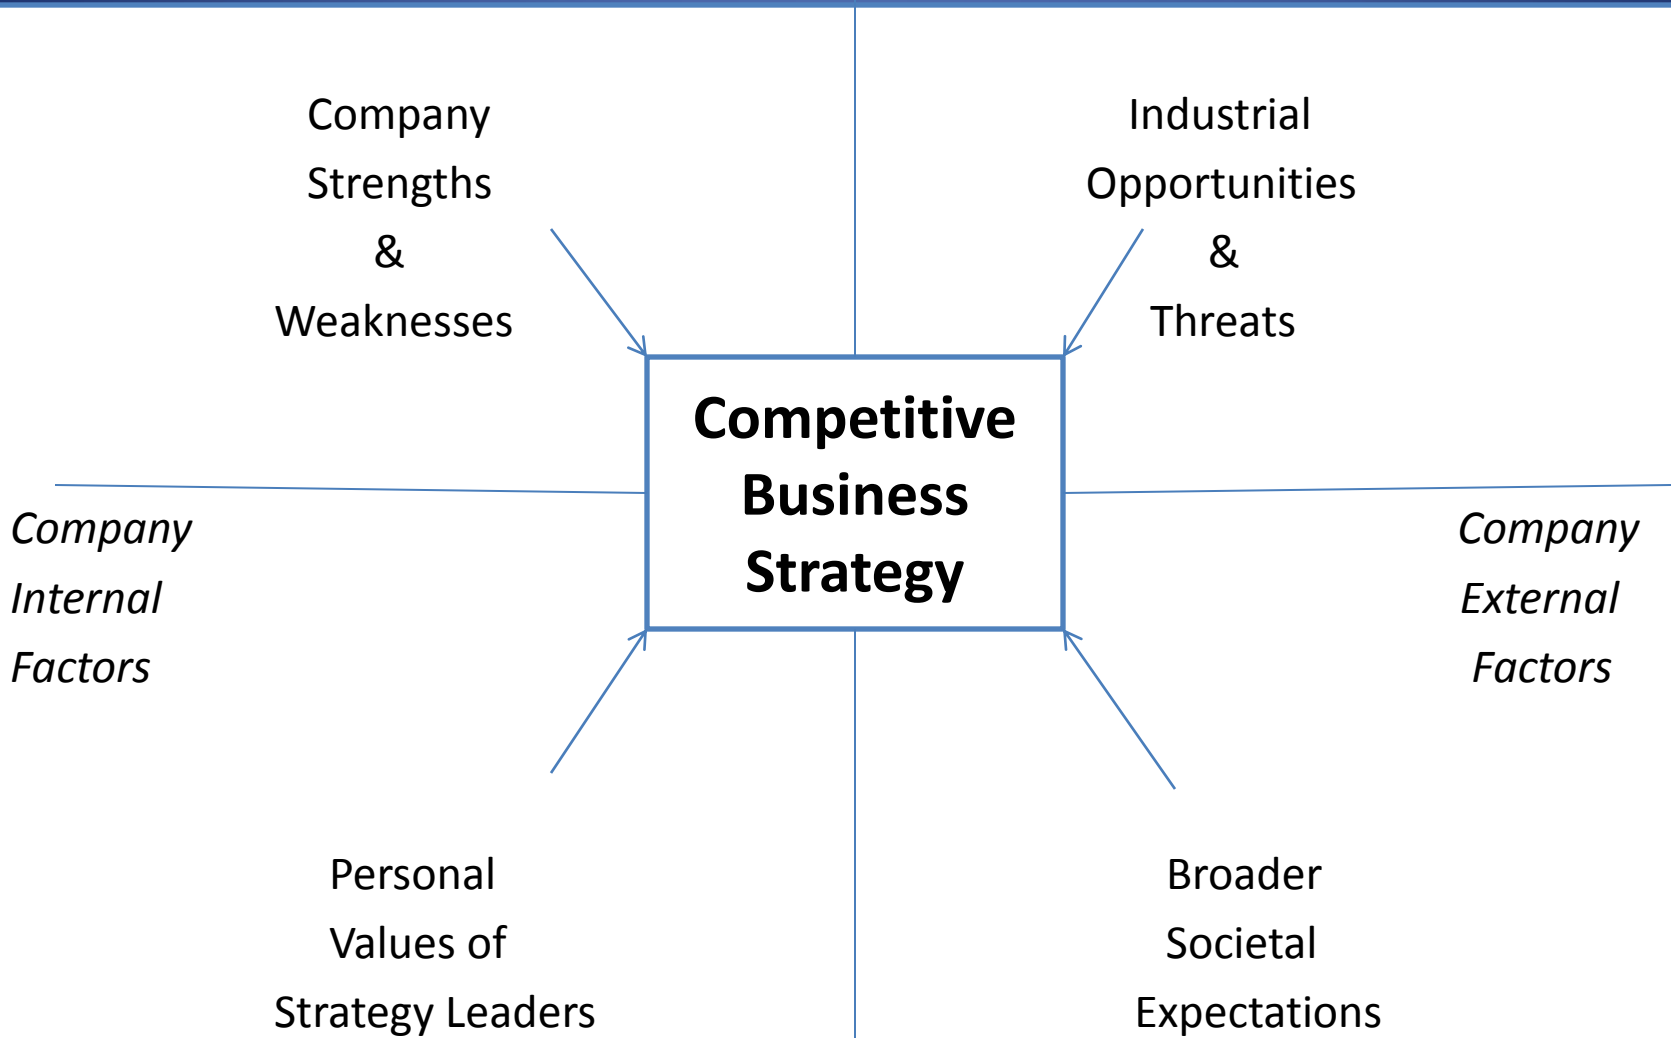 Company
Strengths
&
Weaknesses
Industrial
Opportunities
&
Threats
Competitive
Business
Strategy
Company
Internal
Factors
Company
External
Factors
Personal
Values of
Strategy Leaders
Broader
Societal
Expectations